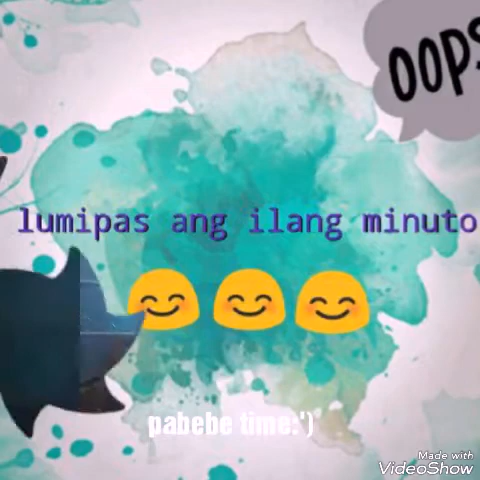 OOPS
lumipas ang ilang minuto
😊😊😊
pabebe time:')
Made with
VideoShow